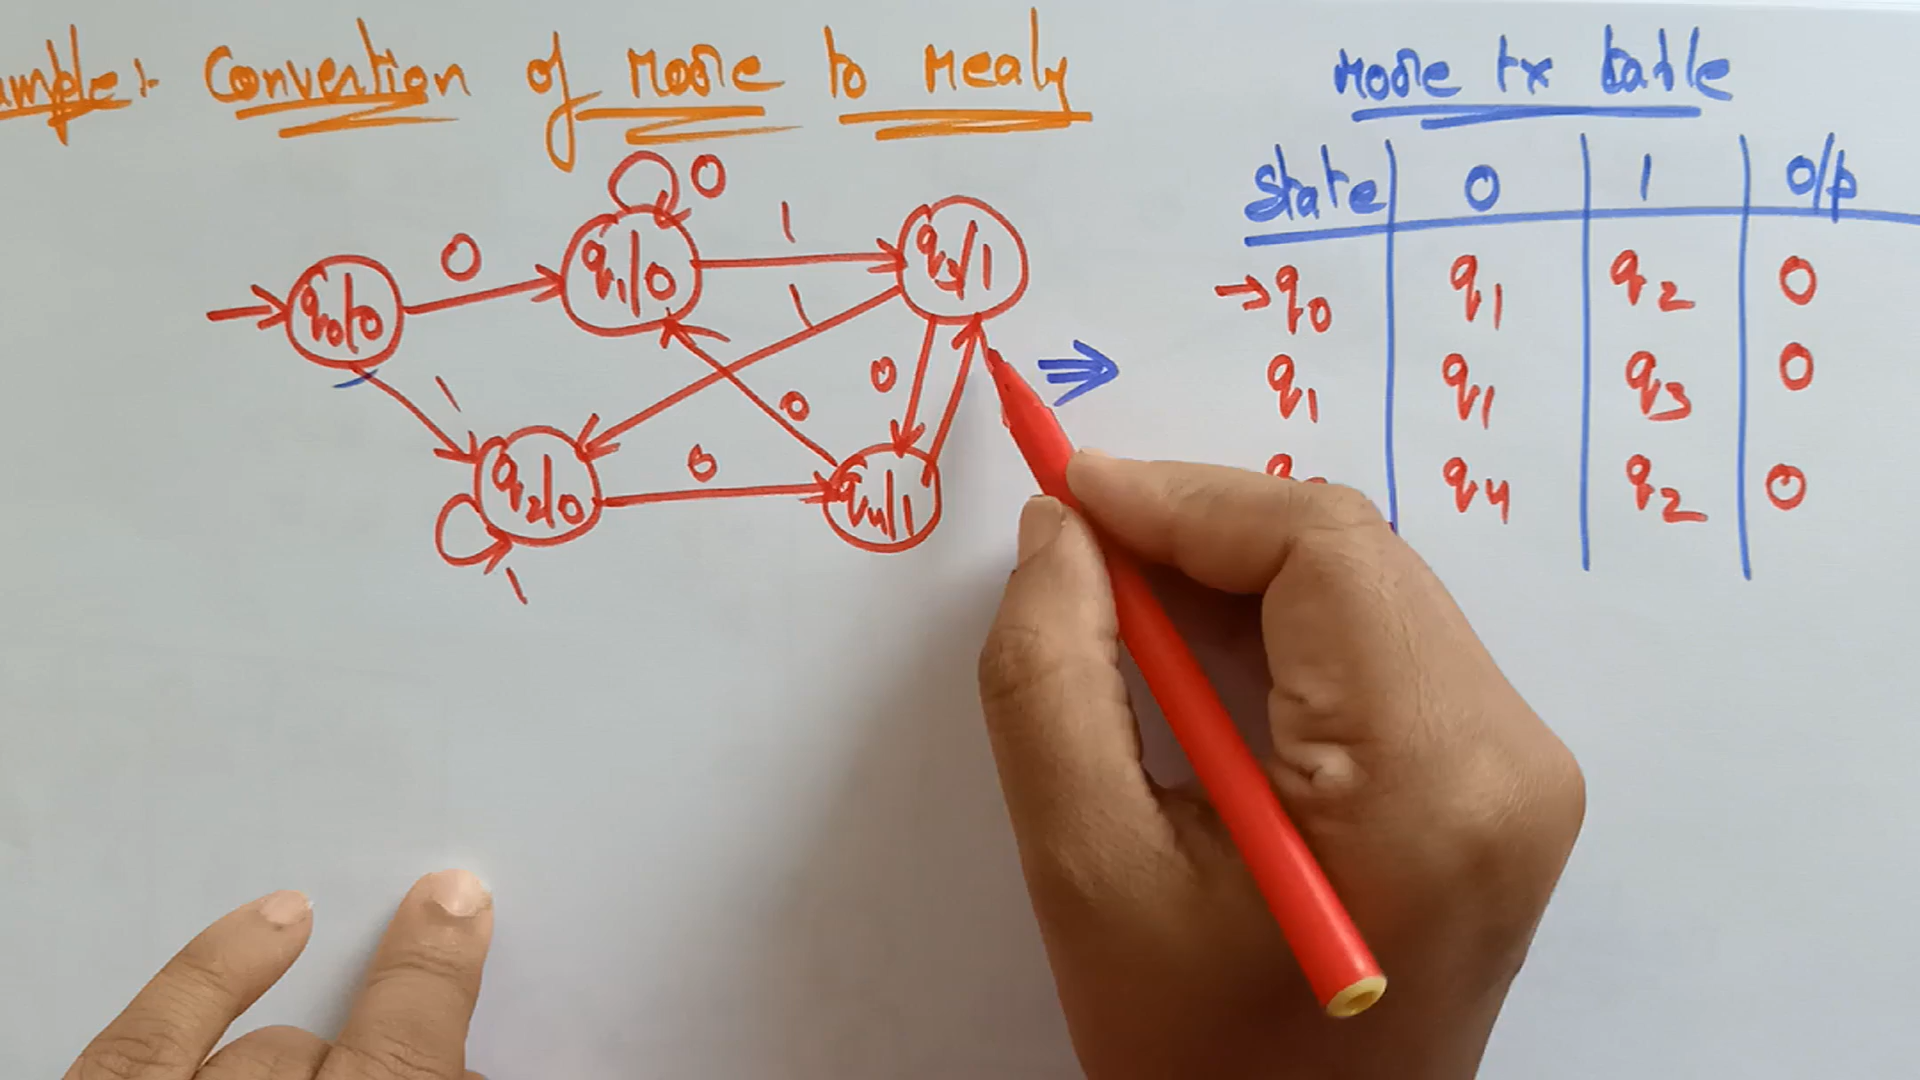 ample:- Convention of Moore to Mealy
Moore tx table
State 0 1 o/p
→q0 q1 q2 0
q1 q1 q3 0
q4 q2 0
0
0 1
q0/0 q1/0 q3/1
1
1 0 0
0
q2/0 q4/1
1